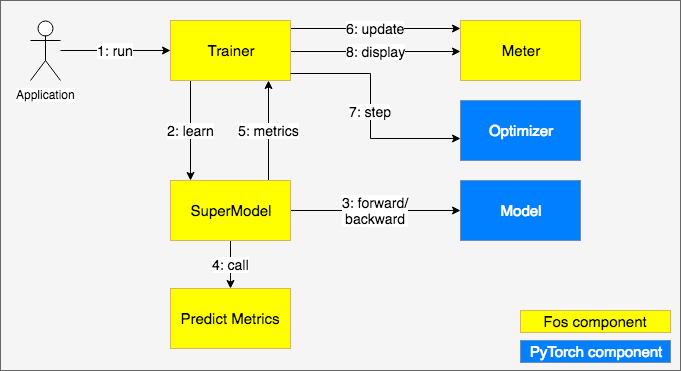 1: run
Trainer
6: update
8: display
Meter
Application
2: learn
5: metrics
7: step
Optimizer
SuperModel
3: forward/
backward
Model
4: call
Predict Metrics
Fos component
PyTorch component